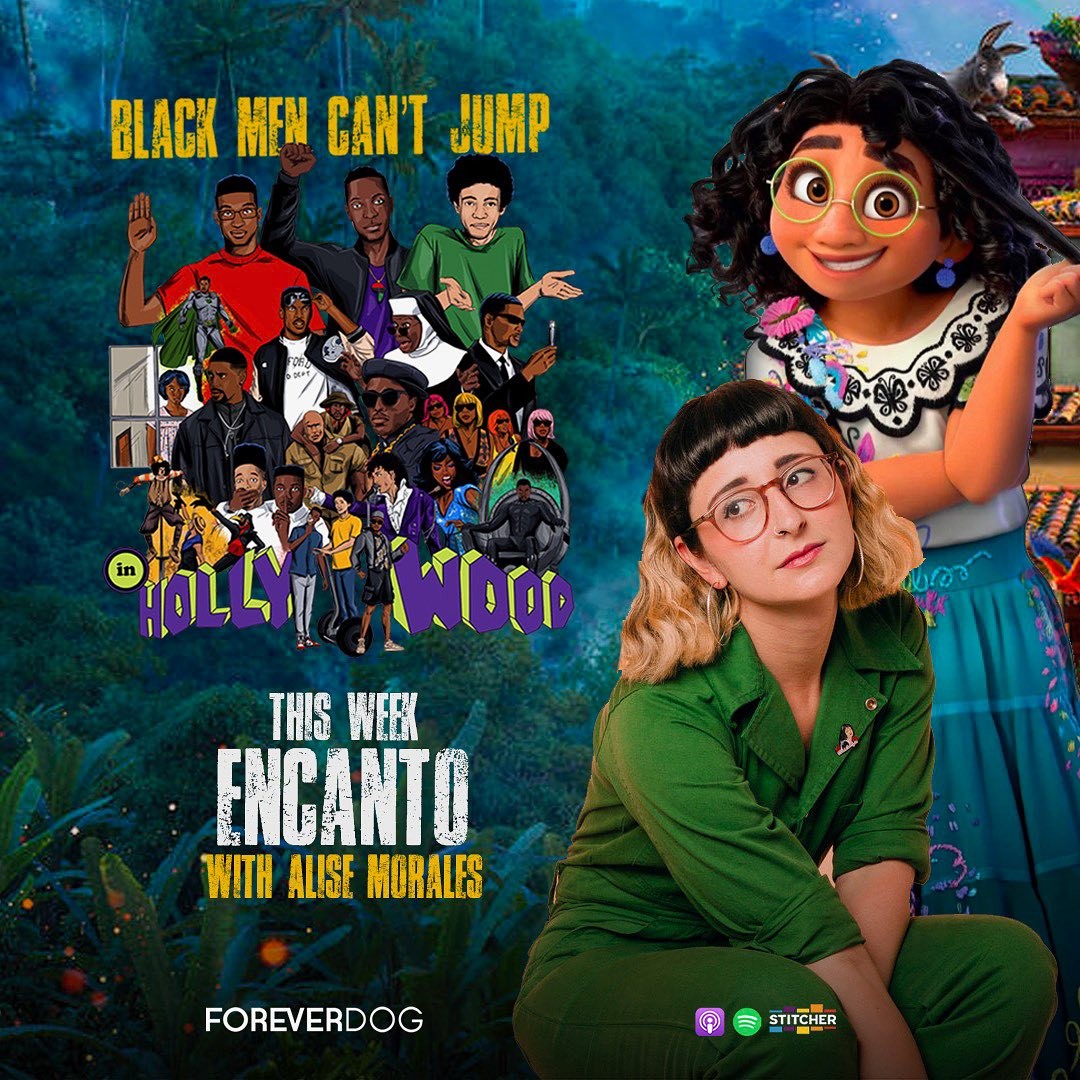 BLACK MEN CAN'T JUMP
in
HOLLYWOOD
THIS WEEK
ENCANTO
WITH ALISE MORALES
FOREVERDOG
STITCHER